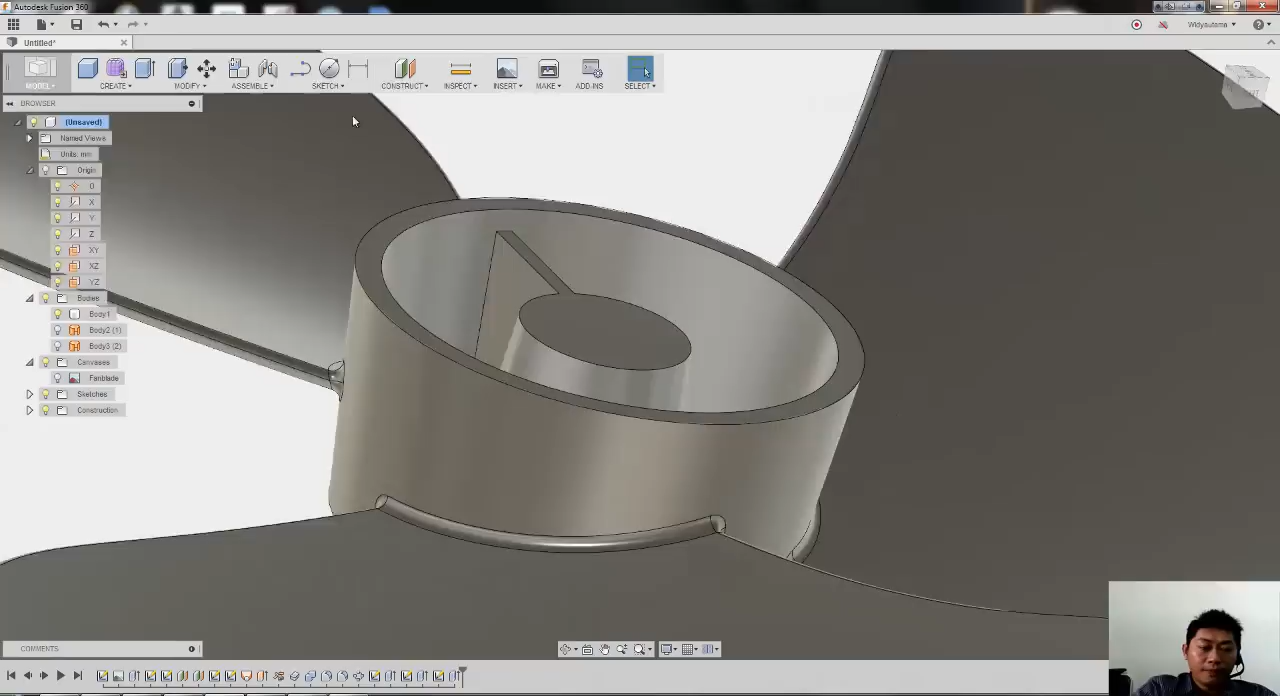 Autodesk Fusion 360
Widyautama
Untitled*
MODEL
CREATE
MODIFY
ASSEMBLE
SKETCH
CONSTRUCT
INSPECT
INSERT
MAKE
ADD-INS
SELECT
BROWSER
(Unsaved)
Named Views
Units: mm
Origin
O
X
Y
Z
XY
XZ
YZ
Bodies
Body1
Body2 (1)
Body3 (2)
Canvases
Fanblade
Sketches
Construction
COMMENTS